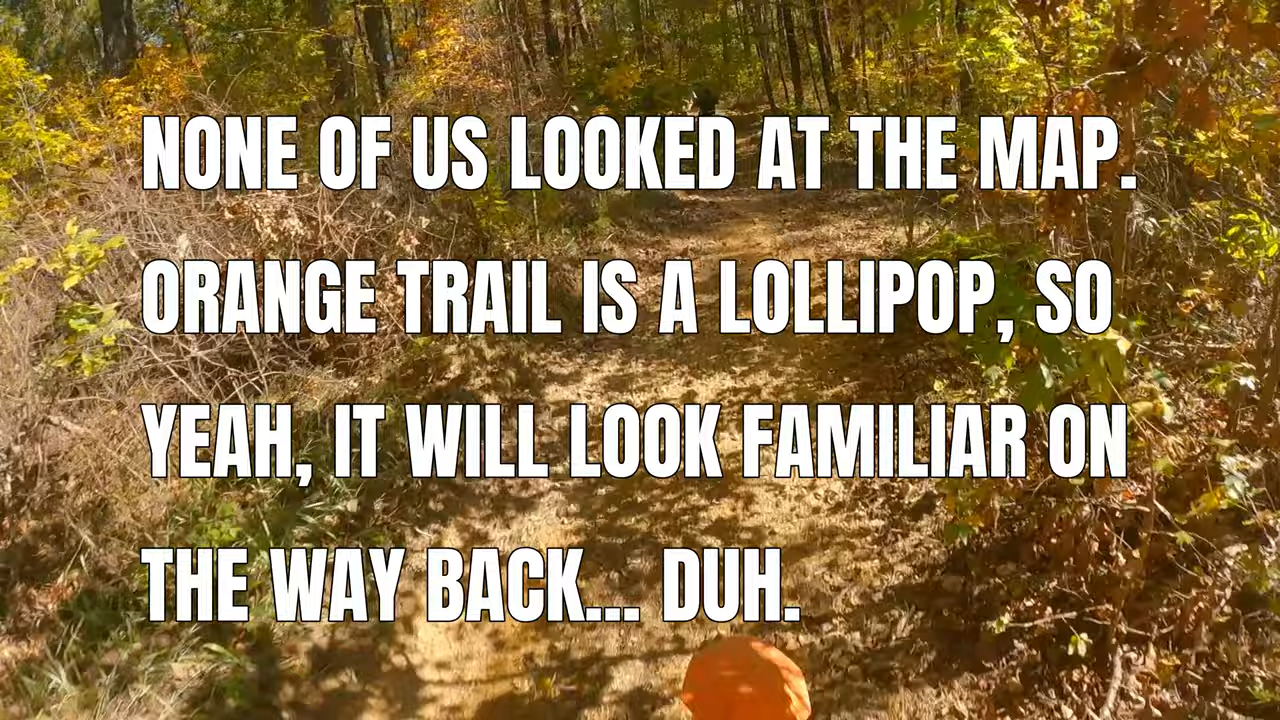 NONE OF US LOOKED AT THE MAP.
ORANGE TRAIL IS A LOLLIPOP, SO
YEAH, IT WILL LOOK FAMILIAR ON
THE WAY BACK... DUH.